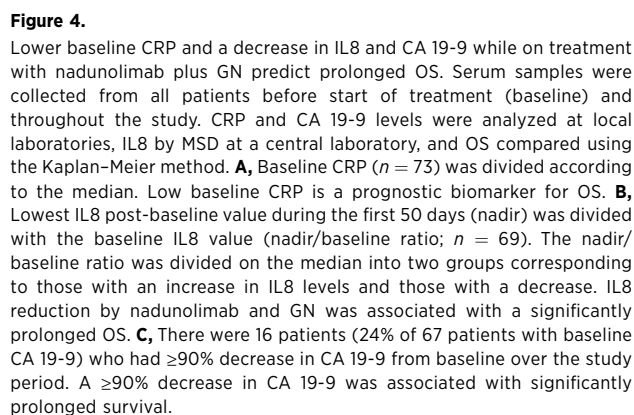 Figure 4.
Lower baseline CRP and a decrease in IL8 and CA 19-9 while on treatment
with nadunolimab plus GN predict prolonged OS. Serum samples were
collected from all patients before start of treatment (baseline) and
throughout the study. CRP and CA 19-9 levels were analyzed at local
laboratories, IL8 by MSD at a central laboratory, and OS compared using
the Kaplan–Meier method. A, Baseline CRP (n = 73) was divided according
to the median. Low baseline CRP is a prognostic biomarker for OS. B,
Lowest IL8 post-baseline value during the first 50 days (nadir) was divided
with the baseline IL8 value (nadir/baseline ratio; n = 69). The nadir/
baseline ratio was divided on the median into two groups corresponding
to those with an increase in IL8 levels and those with a decrease. IL8
reduction by nadunolimab and GN was associated with a significantly
prolonged OS. C, There were 16 patients (24% of 67 patients with baseline
CA 19-9) who had ≥90% decrease in CA 19-9 from baseline over the study
period. A ≥90% decrease in CA 19-9 was associated with significantly
prolonged survival.